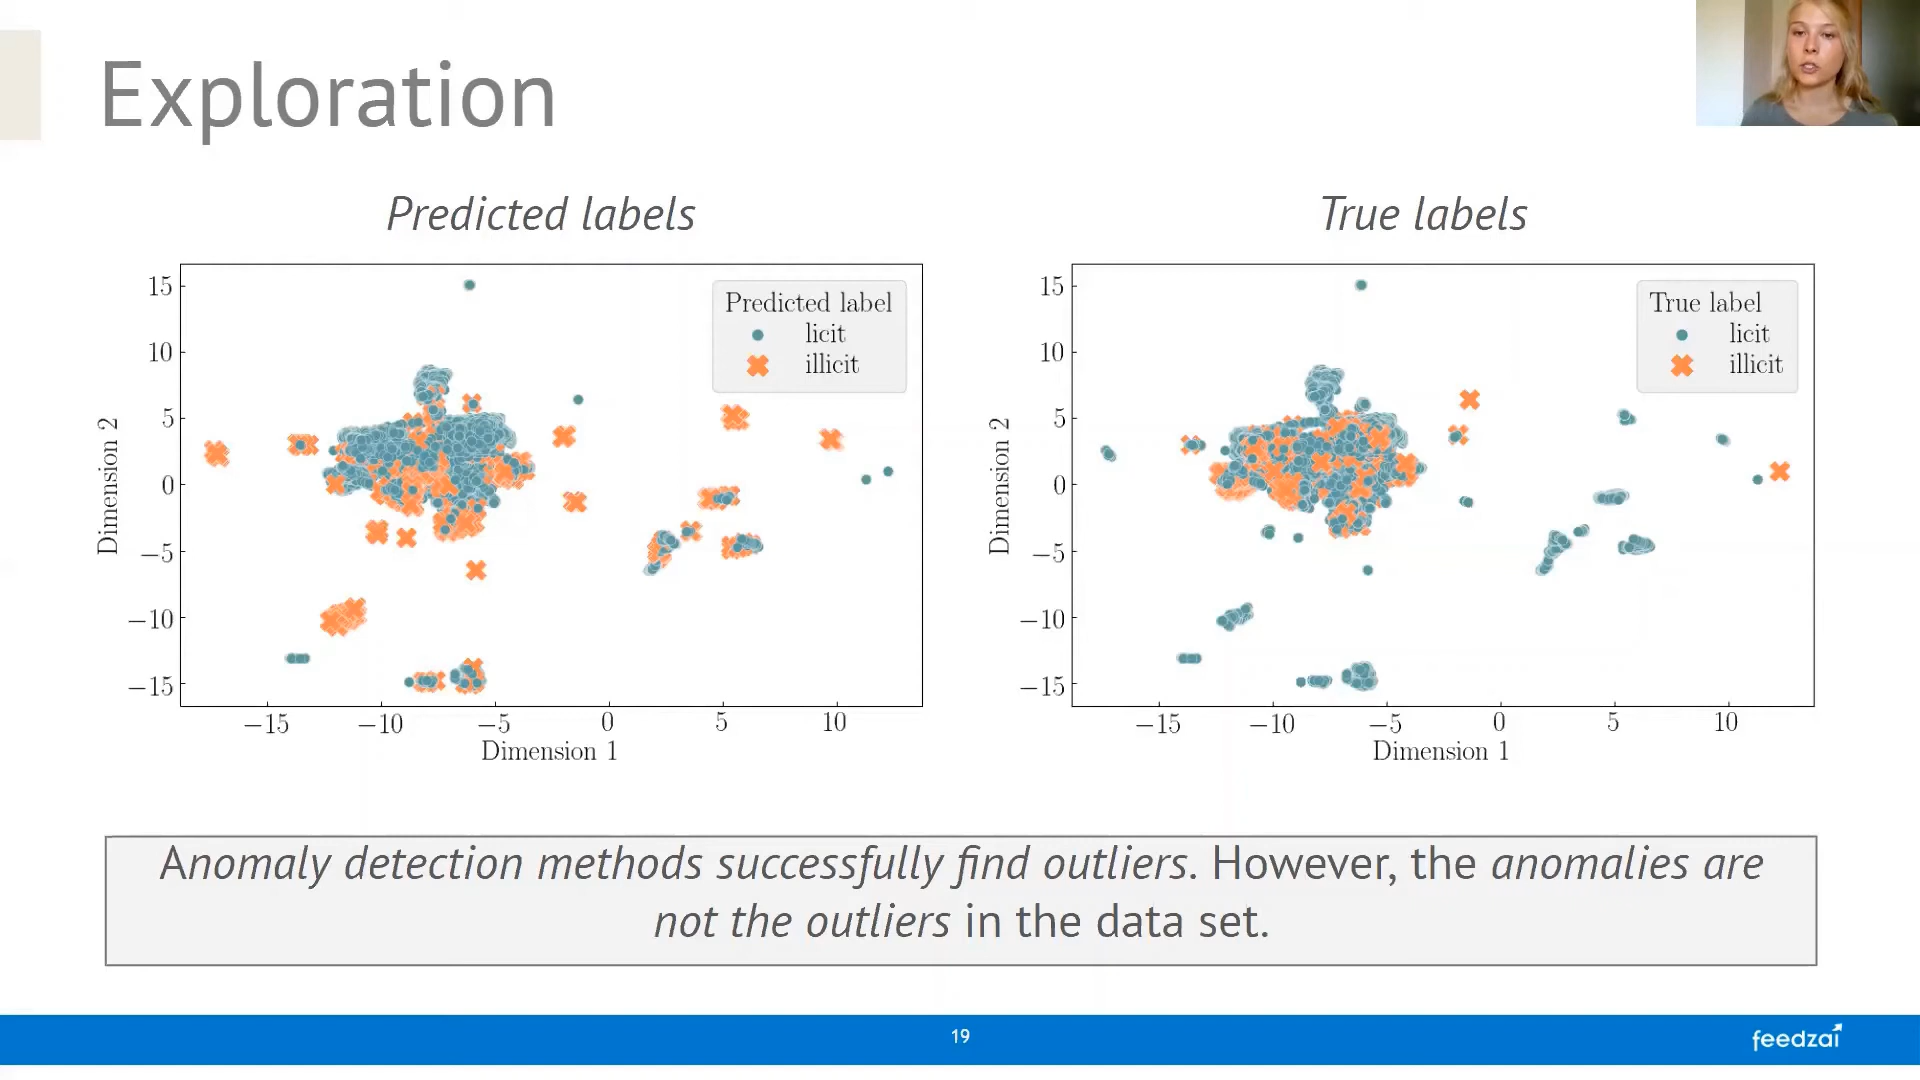 Exploration
Predicted labels
True labels
Predicted label
licit
illicit
15
10
5
0
−5
−10
−15
Dimension 2
−15
−10
−5
0
5
10
Dimension 1
True label
licit
illicit
15
10
5
0
−5
−10
−15
Dimension 2
−15
−10
−5
0
5
10
Dimension 1
Anomaly detection methods successfully find outliers. However, the anomalies are
not the outliers in the data set.
19
feedzai